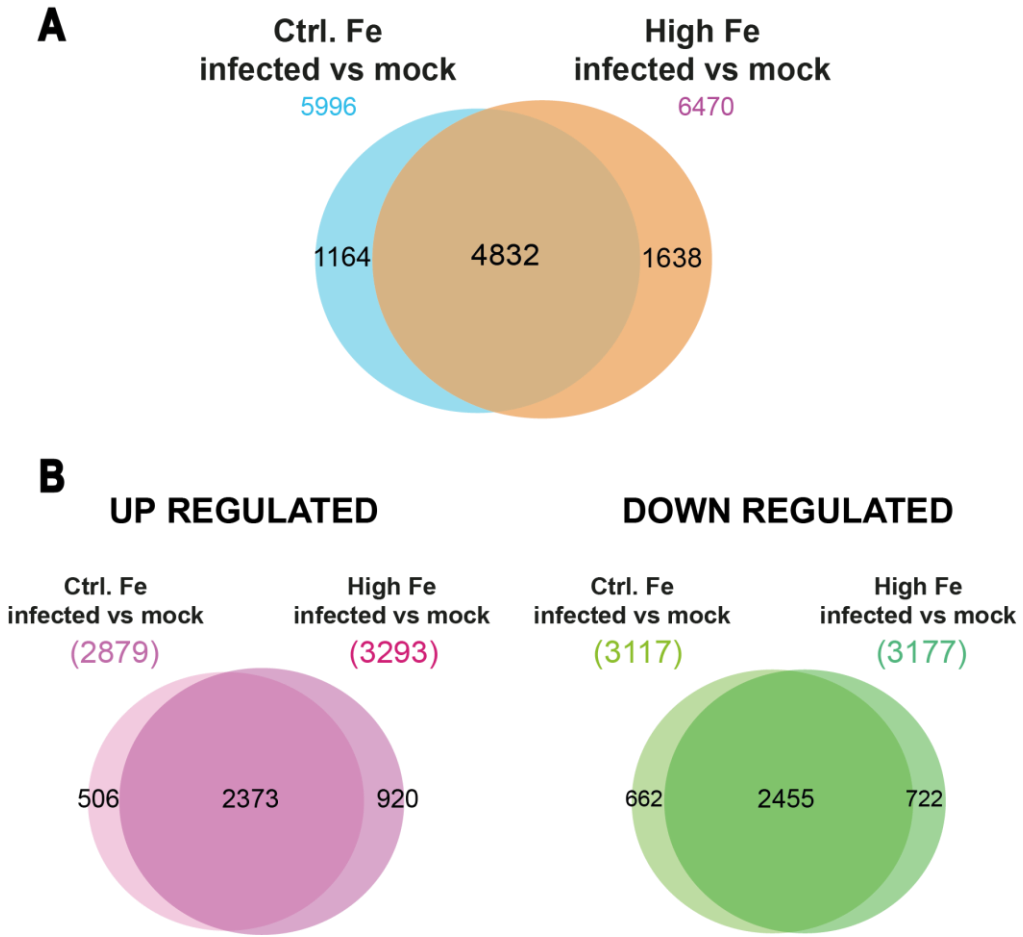 A
Ctrl. Fe
infected vs mock
5996
High Fe
infected vs mock
6470
1164
4832
1638
B
UP REGULATED
DOWN REGULATED
Ctrl. Fe
infected vs mock
(2879)
High Fe
infected vs mock
(3293)
Ctrl. Fe
infected vs mock
(3117)
High Fe
infected vs mock
(3177)
506
2373
920
662
2455
722